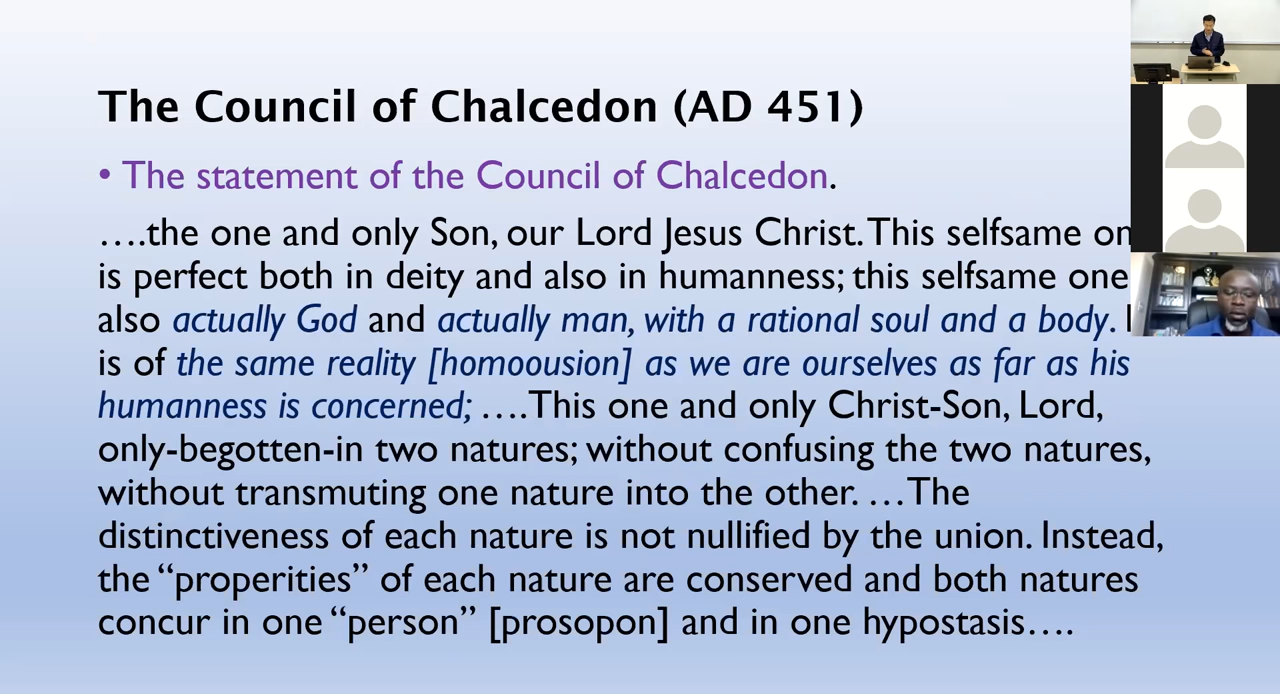 The Council of Chalcedon (AD 451)
• The statement of the Council of Chalcedon.
….the one and only Son, our Lord Jesus Christ. This selfsame
is perfect both in deity and also in humanness; this selfsame one
also actually God and actually man, with a rational soul and a body.
is of the same reality [homoousion] as we are ourselves as far as his
humanness is concerned; ….This one and only Christ-Son, Lord,
only-begotten-in two natures; without confusing the two natures,
without transmuting one nature into the other. …The
distinctiveness of each nature is not nullified by the union. Instead,
the “properities” of each nature are conserved and both natures
concur in one “person” [prosopon] and in one hypostasis….